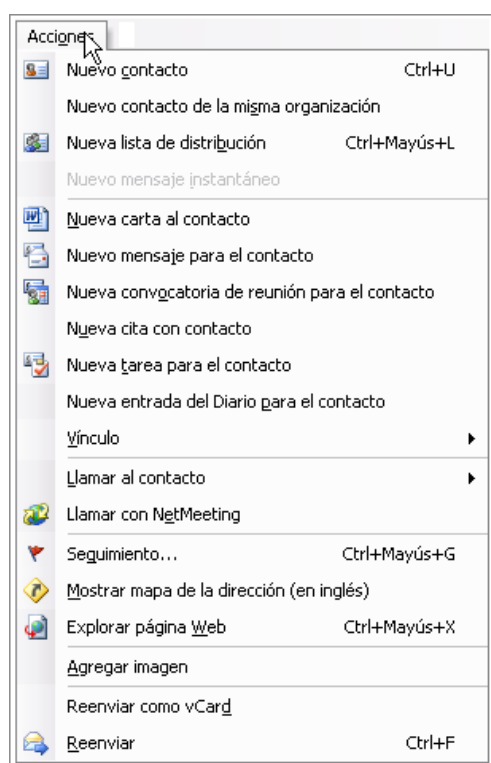 Acciones
Nuevo contacto Ctrl+U
Nuevo contacto de la misma organización
Nueva lista de distribución Ctrl+Mayús+L
Nuevo mensaje instantáneo
Nueva carta al contacto
Nuevo mensaje para el contacto
Nueva convocatoria de reunión para el contacto
Nueva cita con contacto
Nueva tarea para el contacto
Nueva entrada del Diario para el contacto
Vínculo
Llamar al contacto
Llamar con NetMeeting
Seguimiento... Ctrl+Mayús+G
Mostrar mapa de la dirección (en inglés)
Explorar página Web Ctrl+Mayús+X
Agregar imagen
Reenviar como vCard
Reenviar Ctrl+F